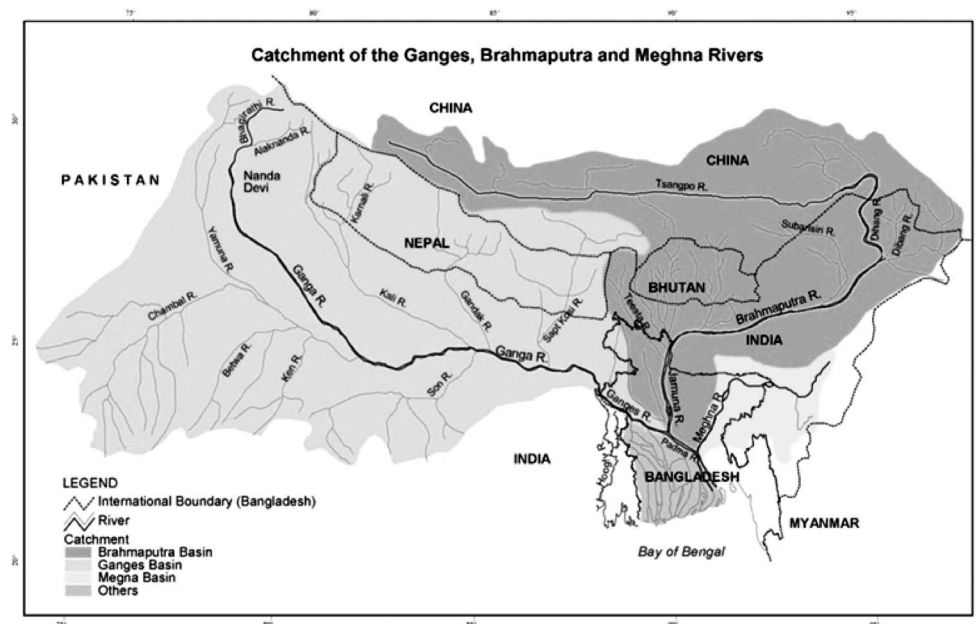 75°
80°
85°
90°
95°
Catchment of the Ganges, Brahmaputra and Meghna Rivers
30°
CHINA
Bhagirathi R.
Alaknanda R.
CHINA
PAKISTAN
Nanda
Devi
Tsangpo R.
Karnali R.
Dihang R.
Dibang R.
Subansiri R.
NEPAL
Yamuna R.
Ganga R.
BHUTAN
Kali R.
Chambal R.
Gandak R.
Sapt Kosi R.
Teesta R.
Brahmaputra R.
25°
INDIA
Betwa R.
Ken R.
Ganga R.
Son R.
Jamuna R.
Meghna R.
Ganges R.
Padma R.
INDIA
Hoogly R.
BANGLADESH
LEGEND
International Boundary (Bangladesh)
River
Catchment
Brahmaputra Basin
Ganges Basin
Megna Basin
Others
MYANMAR
Bay of Bengal
20°